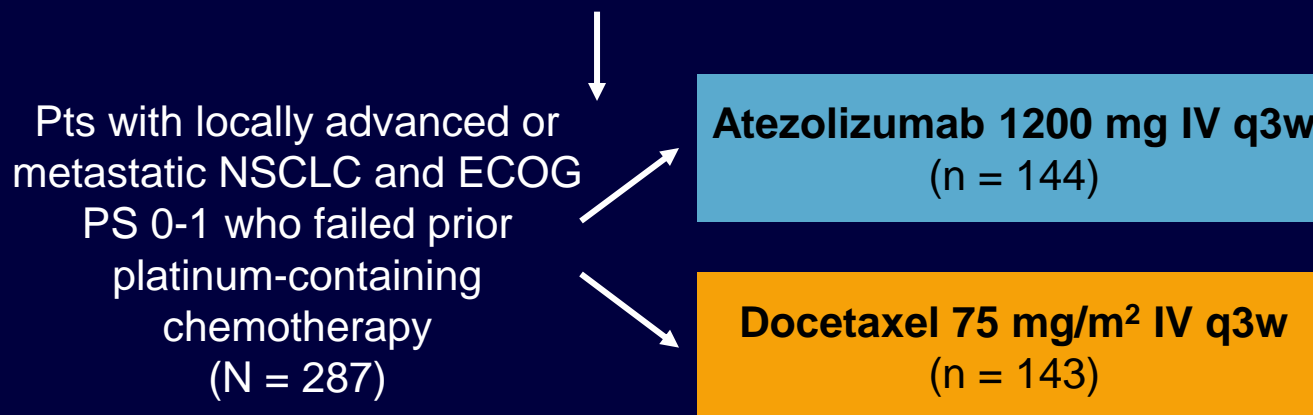 Pts with locally advanced or
metastatic NSCLC and ECOG
PS 0-1 who failed prior
platinum-containing
chemotherapy
(N = 287)
Atezolizumab 1200 mg IV q3w
(n = 144)
Docetaxel 75 mg/m² IV q3w
(n = 143)